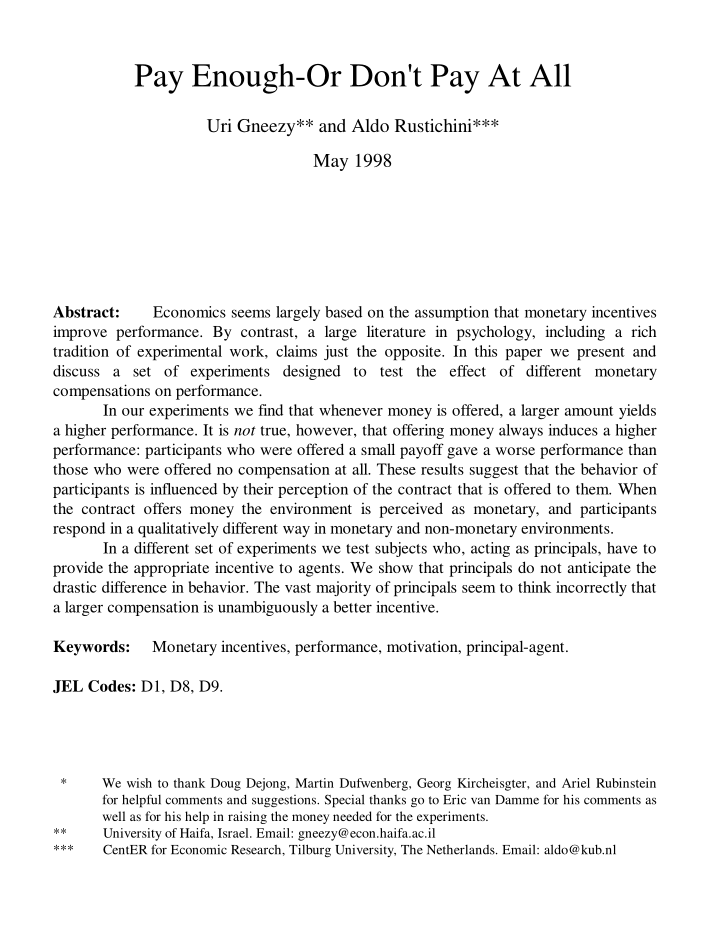 Pay Enough-Or Don't Pay At All
Uri Gneezy** and Aldo Rustichini***
May 1998
Abstract: Economics seems largely based on the assumption that monetary incentives
improve performance. By contrast, a large literature in psychology, including a rich
tradition of experimental work, claims just the opposite. In this paper we present and
discuss a set of experiments designed to test the effect of different monetary
compensations on performance.
In our experiments we find that whenever money is offered, a larger amount yields
a higher performance. It is not true, however, that offering money always induces a higher
performance: participants who were offered a small payoff gave a worse performance than
those who were offered no compensation at all. These results suggest that the behavior of
participants is influenced by their perception of the contract that is offered to them. When
the contract offers money the environment is perceived as monetary, and participants
respond in a qualitatively different way in monetary and non-monetary environments.
In a different set of experiments we test subjects who, acting as principals, have to
provide the appropriate incentive to agents. We show that principals do not anticipate the
drastic difference in behavior. The vast majority of principals seem to think incorrectly that
a larger compensation is unambiguously a better incentive.
Keywords: Monetary incentives, performance, motivation, principal-agent.
JEL Codes: D1, D8, D9.
* We wish to thank Doug Dejong, Martin Dufwenberg, Georg Kircheisgter, and Ariel Rubinstein
for helpful comments and suggestions. Special thanks go to Eric van Damme for his comments as
well as for his help in raising the money needed for the experiments.
** University of Haifa, Israel. Email: gneezy@econ.haifa.ac.il
*** CentER for Economic Research, Tilburg University, The Netherlands. Email: aldo@kub.nl